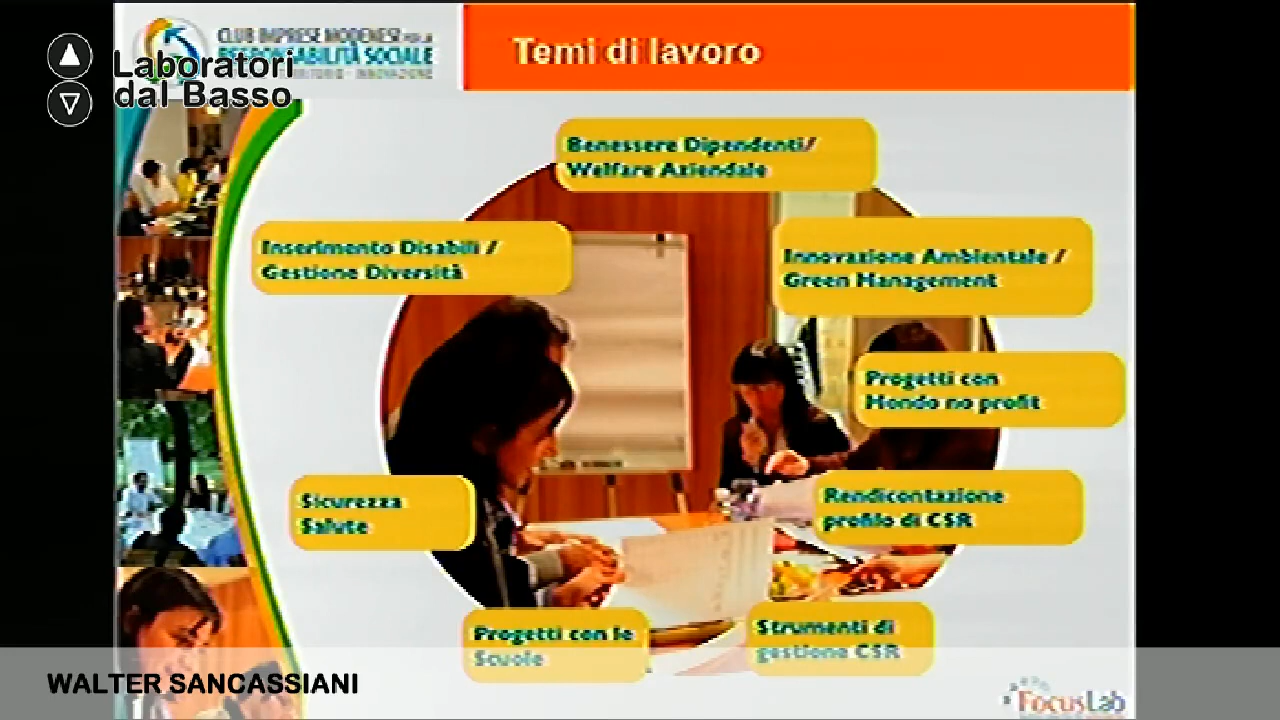 CLUB IMPRESE MODENESI PER LA
RESPONSABILITÀ SOCIALE
INNOVAZIONE
Laboratori
dal Basso
Temi di lavoro
Benessere Dipendenti/
Welfare Aziendale
Inserimento Disabili /
Gestione Diversità
Innovazione Ambientale /
Green Management
Progetti con
Mondo no profit
Sicurezza
Salute
Rendicontazione
profilo di CSR
Progetti con le
Scuole
Strumenti di
gestione CSR
WALTER SANCASSIANI
FocusLab